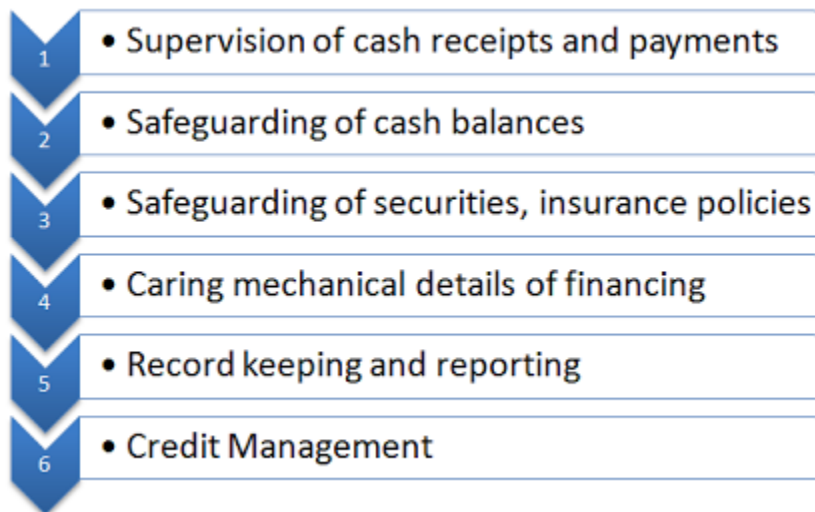 1 • Supervision of cash receipts and payments
2 • Safeguarding of cash balances
3 • Safeguarding of securities, insurance policies
4 • Caring mechanical details of financing
5 • Record keeping and reporting
6 • Credit Management